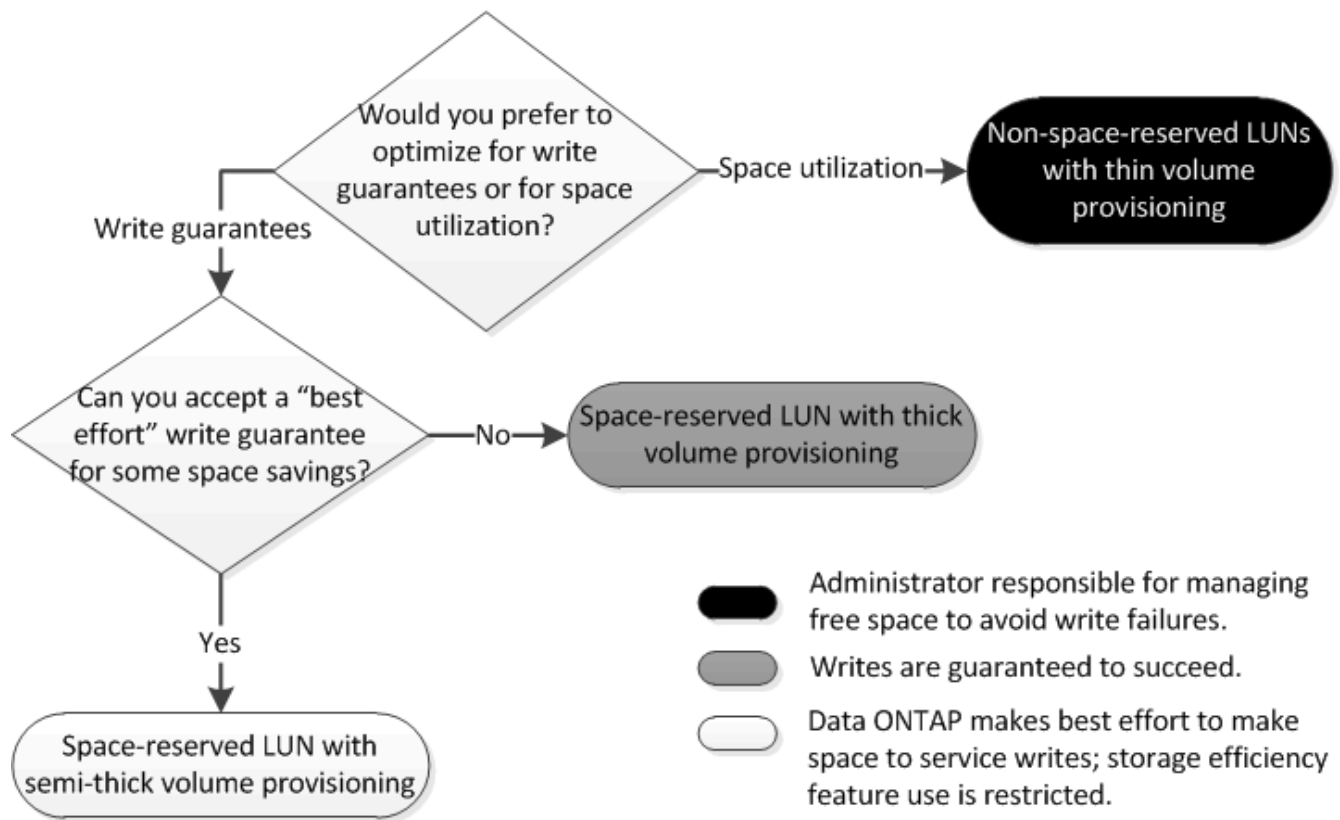 Would you prefer to
optimize for write
guarantees or for space
utilization?
Space utilization
Non-space-reserved LUNs
with thin volume
provisioning
Write guarantees
Can you accept a “best
effort” write guarantee
for some space savings?
No
Space-reserved LUN with thick
volume provisioning
Yes
Space-reserved LUN with
semi-thick volume provisioning
Administrator responsible for managing
free space to avoid write failures.
Writes are guaranteed to succeed.
Data ONTAP makes best effort to make
space to service writes; storage efficiency
feature use is restricted.